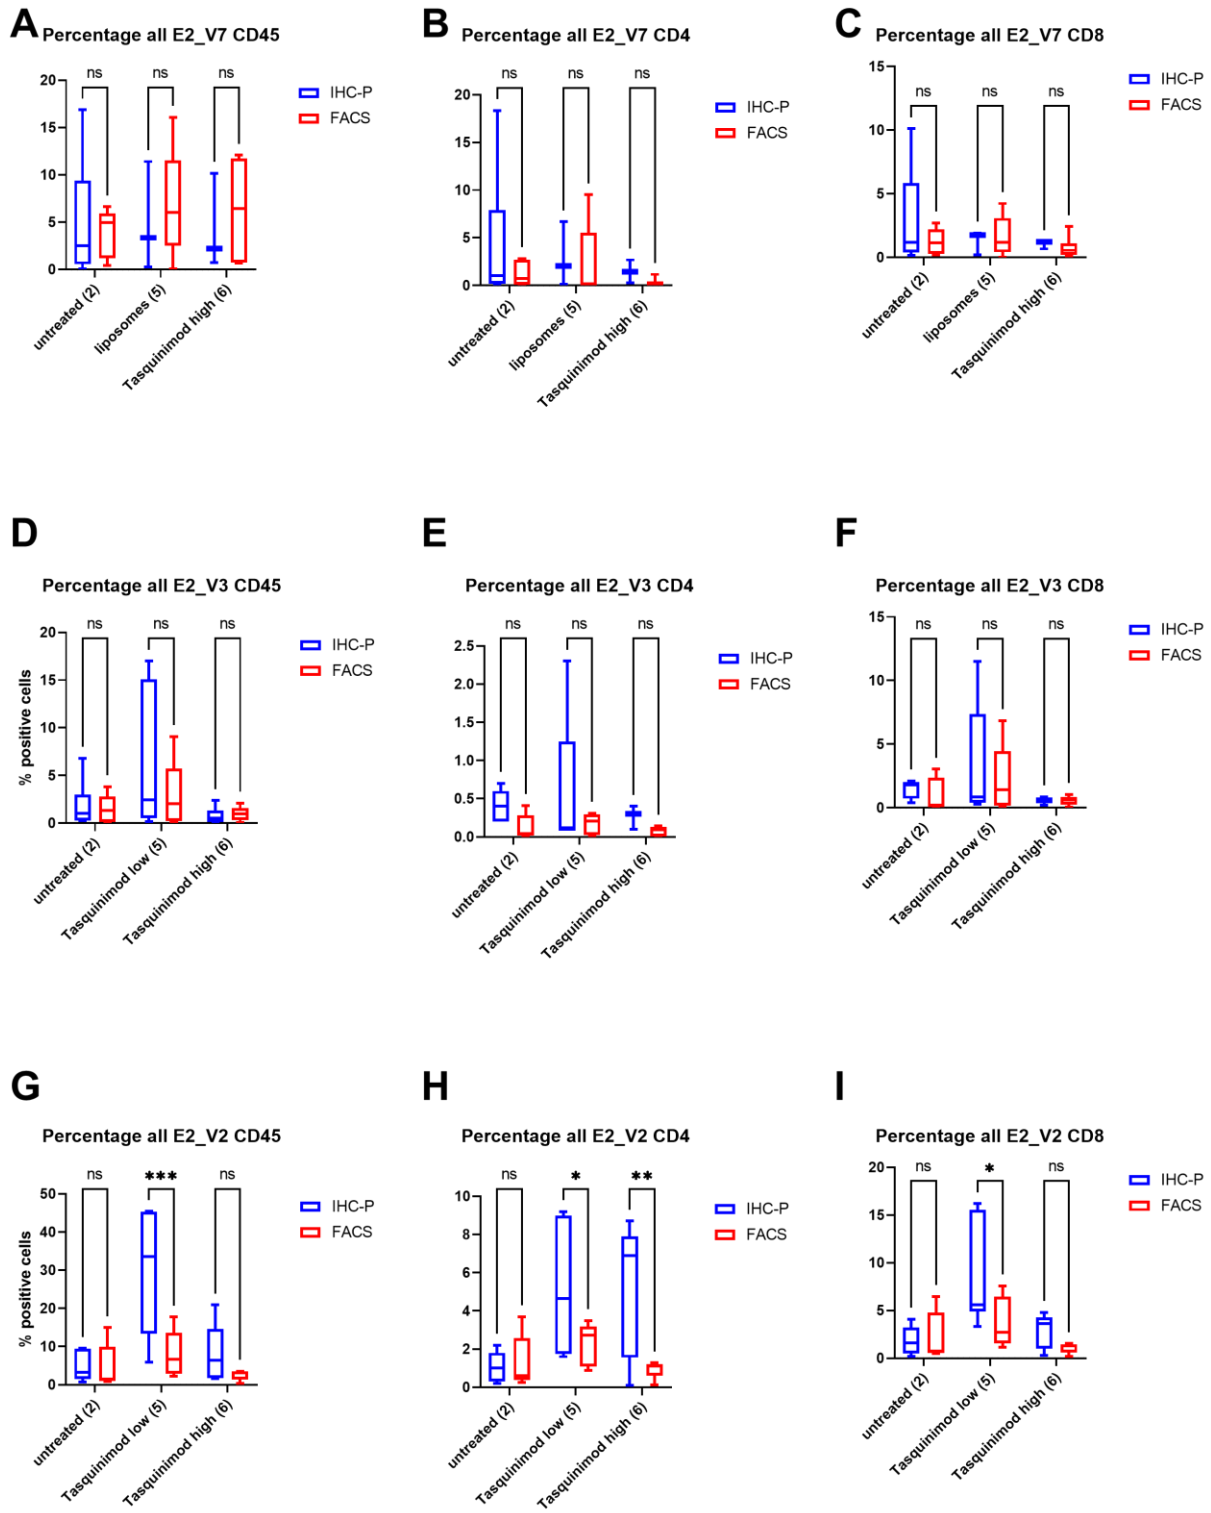 A
Percentage all E2_V7 CD45
ns ns ns
20
15
10
5
0
IHC-P
FACS
untreated (2)
liposomes (5)
Tasquinimod high (6)
B
Percentage all E2_V7 CD4
ns ns ns
20
15
10
5
0
IHC-P
FACS
untreated (2)
liposomes (5)
Tasquinimod high (6)
C
Percentage all E2_V7 CD8
ns ns ns
15
10
5
0
IHC-P
FACS
untreated (2)
liposomes (5)
Tasquinimod high (6)
D
Percentage all E2_V3 CD45
ns ns ns
% positive cells
20
15
10
5
0
IHC-P
FACS
untreated (2)
Tasquinimod low (5)
Tasquinimod high (6)
E
Percentage all E2_V3 CD4
ns ns ns
2.5
2.0
1.5
1.0
0.5
0.0
IHC-P
FACS
untreated (2)
Tasquinimod low (5)
Tasquinimod high (6)
F
Percentage all E2_V3 CD8
ns ns ns
15
10
5
0
IHC-P
FACS
untreated (2)
Tasquinimod low (5)
Tasquinimod high (6)
G
Percentage all E2_V2 CD45
ns *** ns
% positive cells
50
40
30
20
10
0
IHC-P
FACS
untreated (2)
Tasquinimod low (5)
Tasquinimod high (6)
H
Percentage all E2_V2 CD4
ns * **
10
8
6
4
2
0
IHC-P
FACS
untreated (2)
Tasquinimod low (5)
Tasquinimod high (6)
I
Percentage all E2_V2 CD8
ns * ns
20
15
10
5
0
IHC-P
FACS
untreated (2)
Tasquinimod low (5)
Tasquinimod high (6)